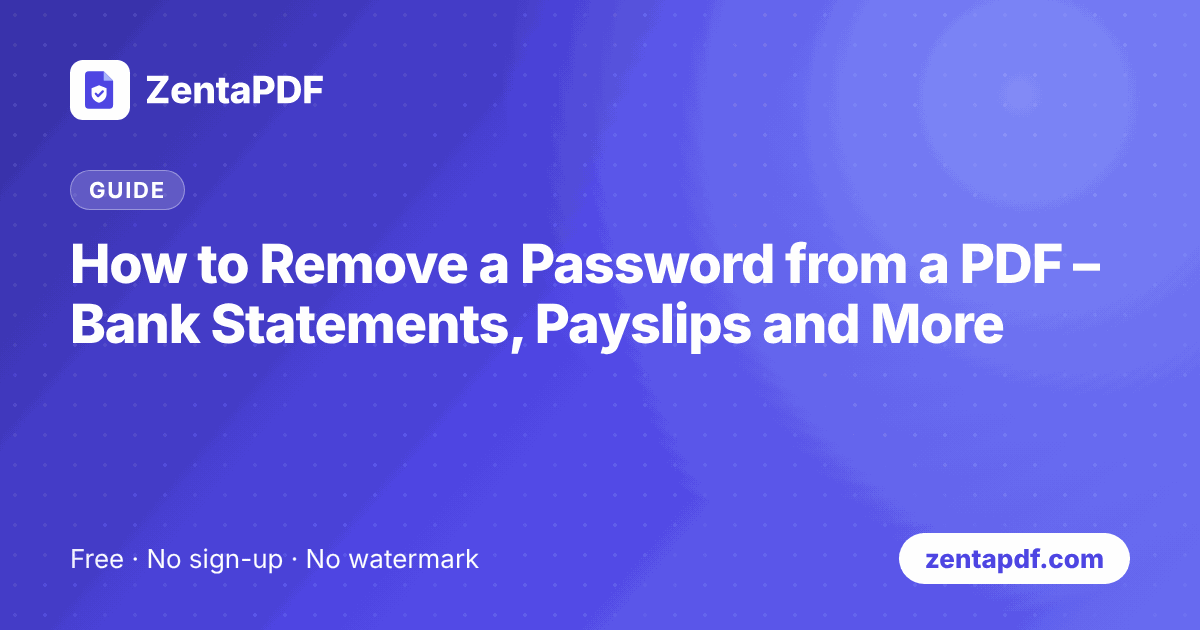 ZentaPDF
GUIDE
How to Remove a Password from a PDF –
Bank Statements, Payslips and More
Free · No sign-up · No watermark
zentapdf.com